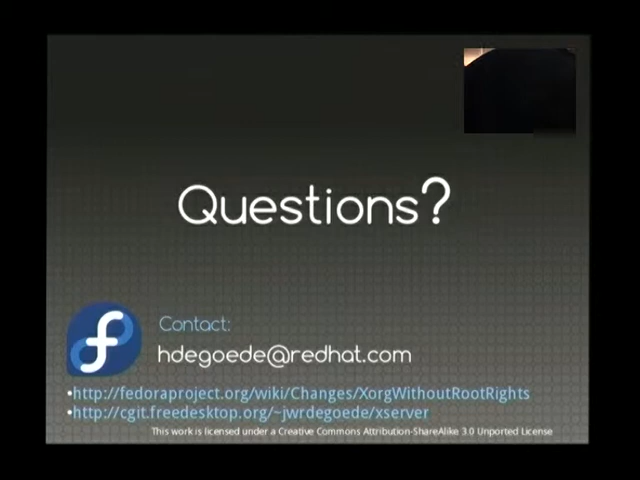 Questions?
Contact:
hdegoede@redhat.com
•http://fedoraproject.org/wiki/Changes/XorgWithoutRootRights
•http://cgit.freedesktop.org/~jwrdegoede/xserver
This work is licensed under a Creative Commons Attribution-ShareAlike 3.0 Unported License